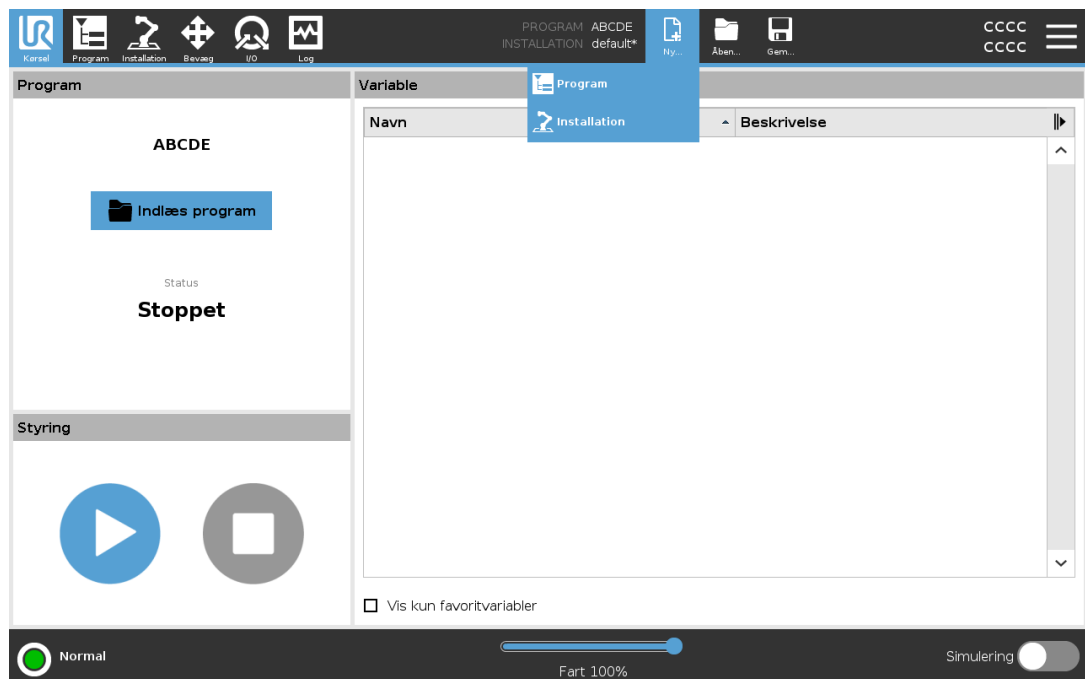 UR
Kørsel
Program
Installation
Bevæg
I/O
Log
PROGRAM ABCDE
INSTALLATION default*
Ny...
Åben...
Gem...
CCCC
CCCC
Program
Installation
Program
ABCDE
Indlæs program
Status
Stoppet
Styring
Variable
Navn
Beskrivelse
Vis kun favoritvariabler
Normal
Fart 100%
Simulering